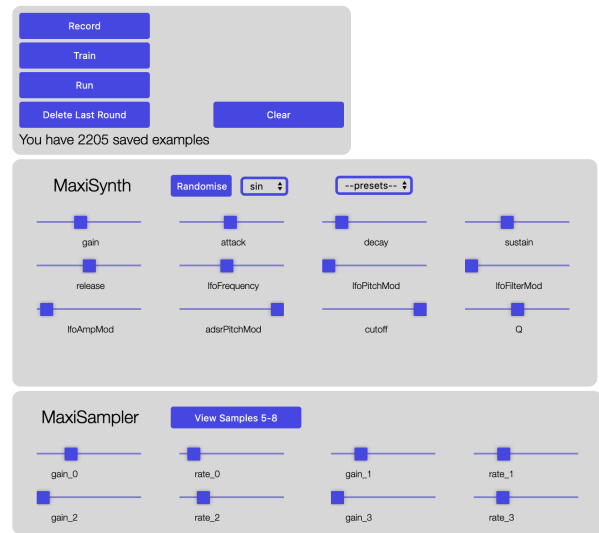 Record
Train
Run
Delete Last Round Clear
You have 2205 saved examples
MaxiSynth Randomise sin --presets--
gain attack decay sustain
release lfoFrequency lfoPitchMod lfoFilterMod
lfoAmpMod adsrPitchMod cutoff Q
MaxiSampler View Samples 5-8
gain_0 rate_0 gain_1 rate_1
gain_2 rate_2 gain_3 rate_3